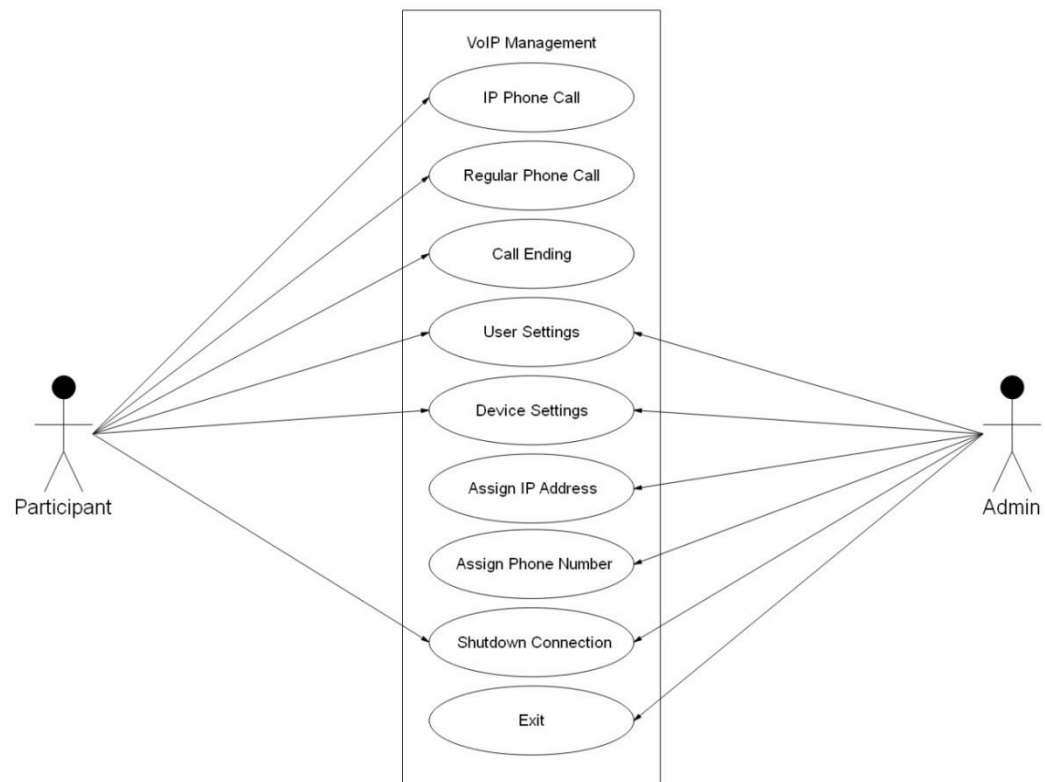 VoIP Management
IP Phone Call
Regular Phone Call
Call Ending
User Settings
Device Settings
Assign IP Address
Participant
Admin
Assign Phone Number
Shutdown Connection
Exit